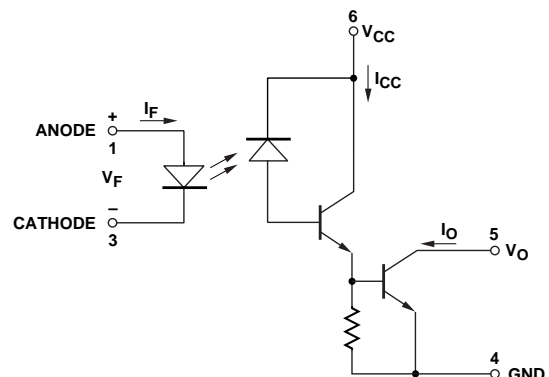 6
VCC
ICC
IF
+
ANODE
1
VF
–
CATHODE
3
IO
5
VO
4
GND